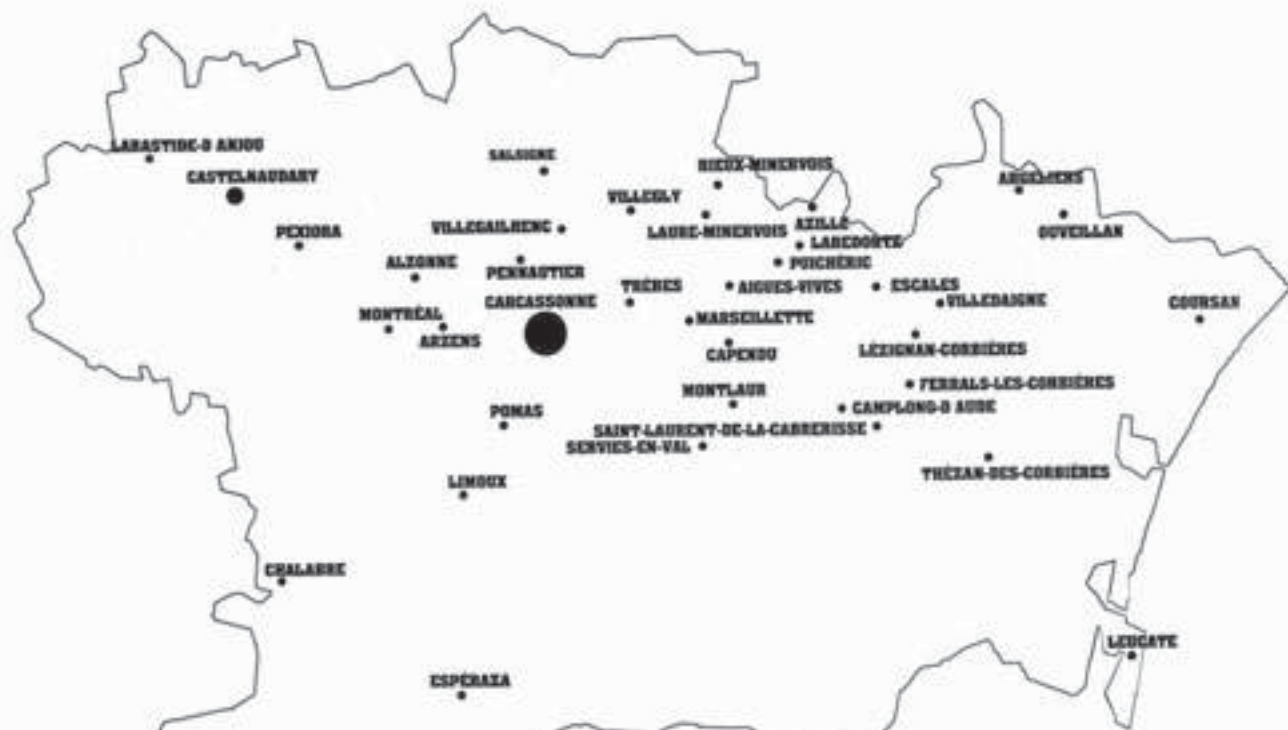 LABASTIDE-D ANJOU
SALSIGNE
RIEUX-MINERVOIS
CASTELNAUDARY
ARGELIERS
VILLEGLY
VILLEGAILHENC
LAURE-MINERVOIS
AZILLE
OUVEILLAN
PEXIORA
LAREDORTE
ALZONNE
PENNAUTIER
PUICHÉRIC
TRÈBES
AIGUES-VIVES
ESCALES
CARCASSONNE
VILLEDAIGNE
COURSAN
MONTRÉAL
MARSEILLETTE
ARZENS
CAPENDU
LÉZIGNAN-CORBIÈRES
FERRALS-LES-CORBIÈRES
MONTLAUR
POMAS
CAMPLONG-D AUDE
SAINT-LAURENT-DE-LA-CABRERISSE
SERVIES-EN-VAL
THÉZAN-DES-CORBIÈRES
LIMOUX
CHALABRE
LEUCATE
ESPÉRAZA